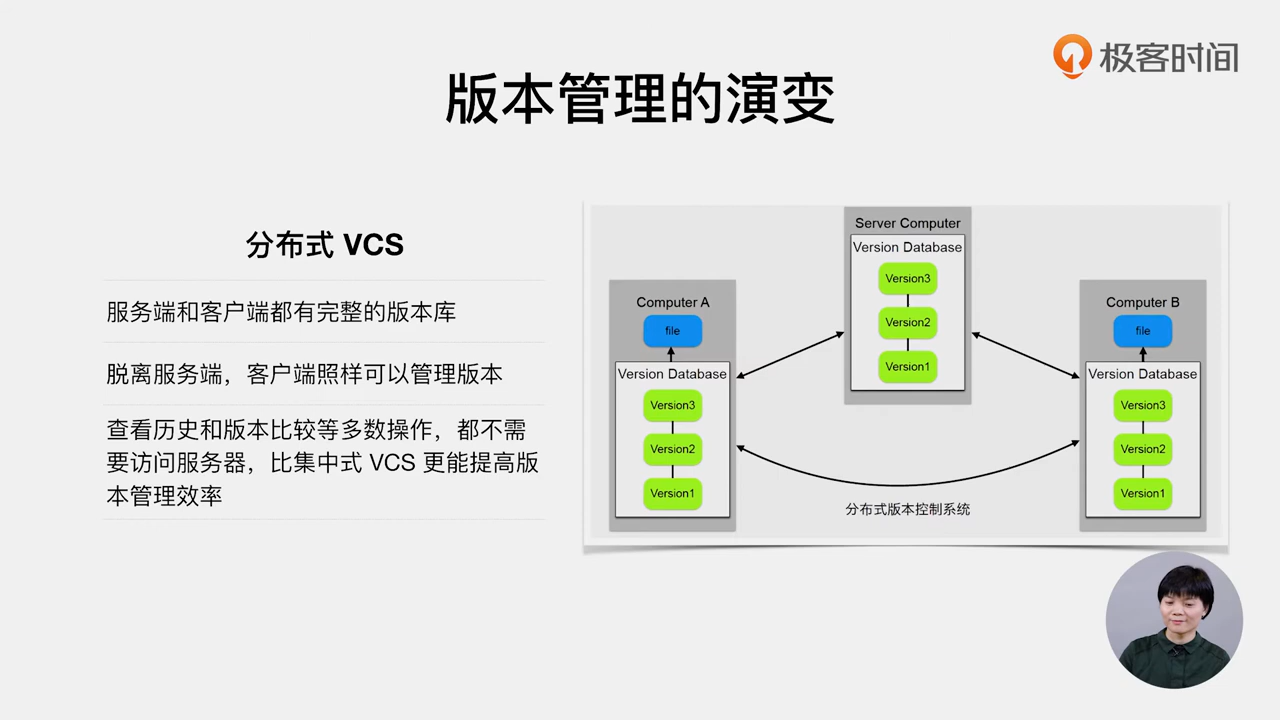 极客时间
版本管理的演变
分布式 VCS
服务端和客户端都有完整的版本库
脱离服务端，客户端照样可以管理版本
查看历史和版本比较等多数操作，都不需
要访问服务器，比集中式 VCS 更能提高版
本管理效率
Server Computer
Version Database
Version3
Version2
Version1
Computer A
file
Version Database
Version3
Version2
Version1
Computer B
file
Version Database
Version3
Version2
Version1
分布式版本控制系统